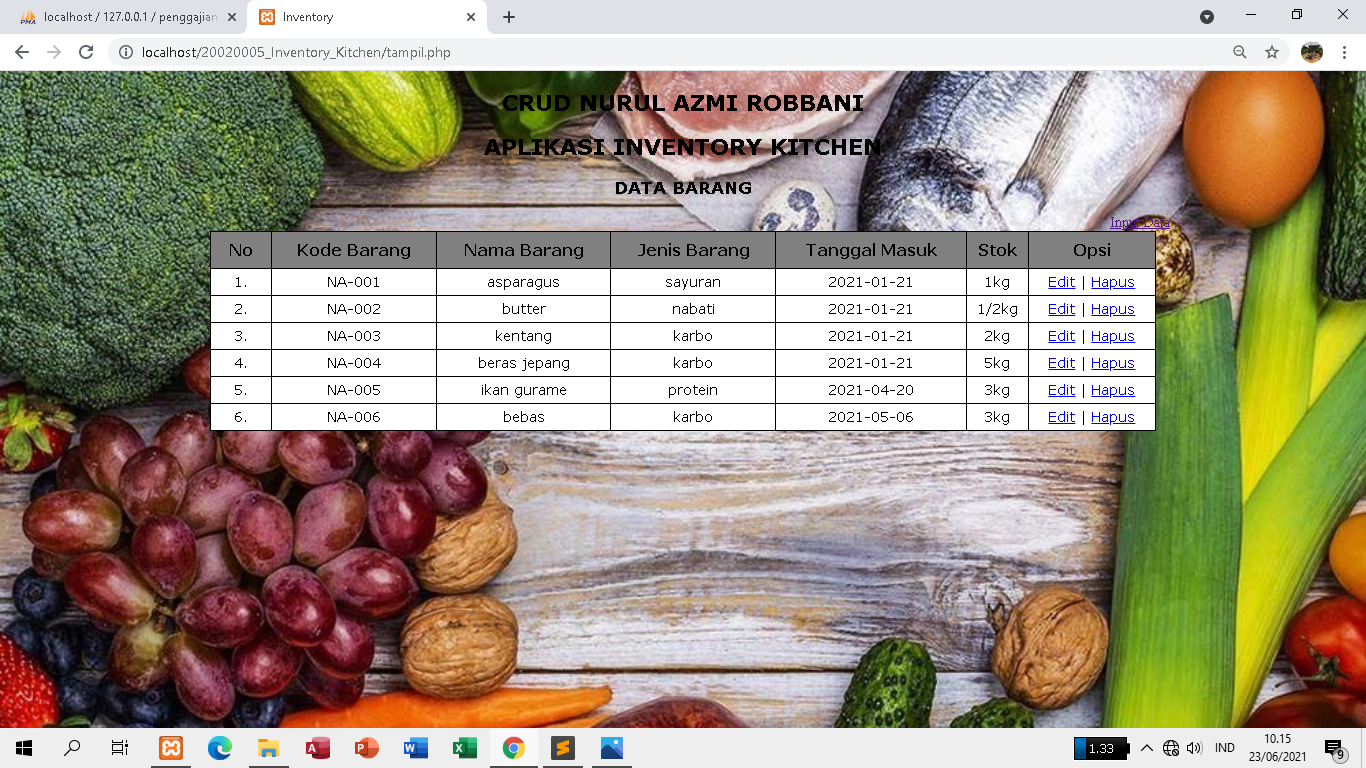 localhost / 127.0.0.1 / penggajian
Inventory
localhost/20020005_Inventory_Kitchen/tampil.php
CRUD NURUL AZMI ROBBANI
APLIKASI INVENTORY KITCHEN
DATA BARANG
Input Data
No Kode Barang Nama Barang Jenis Barang Tanggal Masuk Stok Opsi
1. NA-001 asparagus sayuran 2021-01-21 1kg Edit | Hapus
2. NA-002 butter nabati 2021-01-21 1/2kg Edit | Hapus
3. NA-003 kentang karbo 2021-01-21 2kg Edit | Hapus
4. NA-004 beras jepang karbo 2021-01-21 5kg Edit | Hapus
5. NA-005 ikan gurame protein 2021-04-20 3kg Edit | Hapus
6. NA-006 bebas karbo 2021-05-06 3kg Edit | Hapus
1.33 IND 10.15
23/06/2021 9